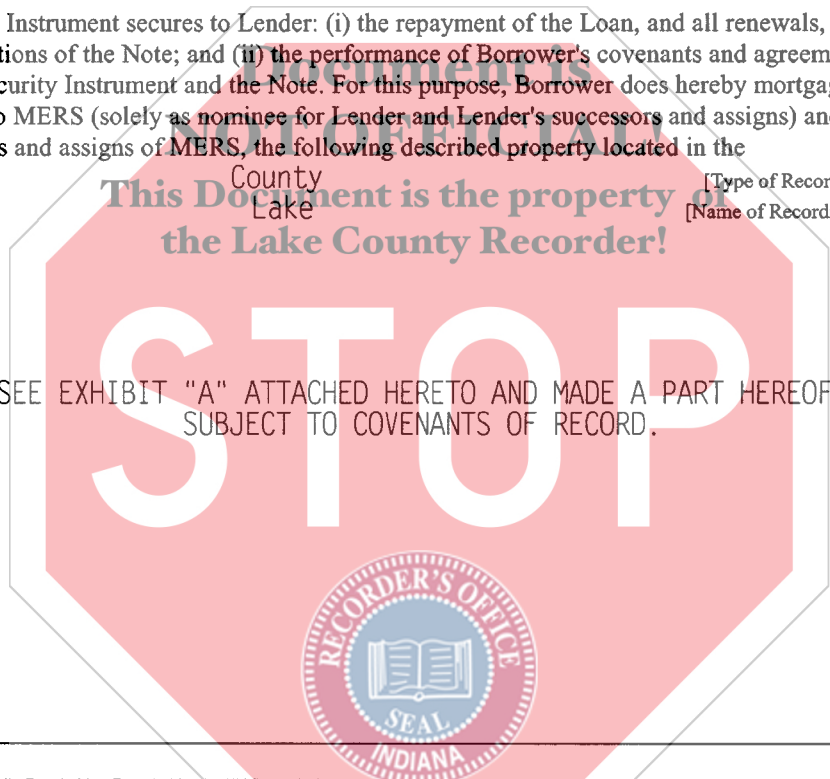 Instrument secures to Lender: (i) the repayment of the Loan, and all renewals,
tions of the Note; and (ii) the performance of Borrower's covenants and agreem
curity Instrument and the Note. For this purpose, Borrower does hereby mortgag
o MERS (solely as nominee for Lender and Lender's successors and assigns) and
s and assigns of MERS, the following described property located in the
County [Type of Recor
Lake [Name of Record
Document is
NOT OFFICIAL!
This Document is the property of
the Lake County Recorder!
STOP
SEE EXHIBIT "A" ATTACHED HERETO AND MADE A PART HEREOF
SUBJECT TO COVENANTS OF RECORD.
RECORDER'S OFFICE
SEAL
INDIANA